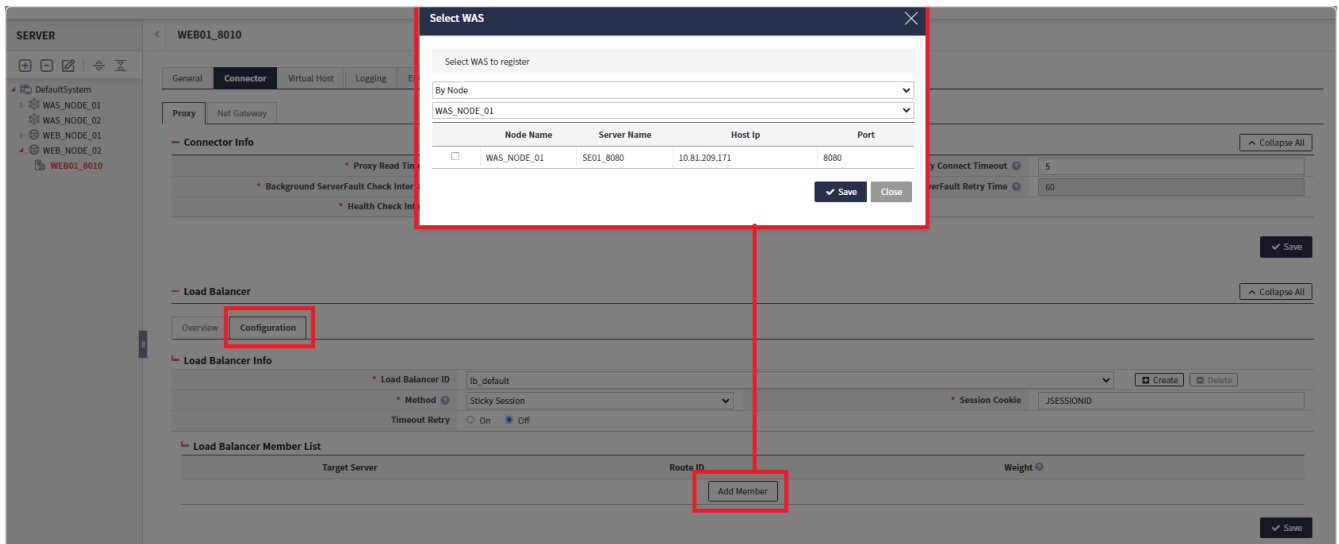 Select WAS
SERVER
WEB01_8010
Select WAS to register
General Connector Virtual Host Logging
DefaultSystem
By Node
WAS_NODE_01
WAS_NODE_01
WAS_NODE_02
Proxy Net Gateway
WEB_NODE_01
Node Name Server Name Host Ip Port
WEB_NODE_02
Connector Info
Collapse All
WEB01_8010
WAS_NODE_01 SE01_8080 10.81.209.171 8080
* Proxy Read
Connect Timeout 5
* Background ServerFault Check
Retry Time 60
* Health Check
Save Close
Save
Load Balancer
Collapse All
Overview Configuration
Load Balancer Info
* Load Balancer ID lb_default Create Delete
* Method Sticky Session * Session Cookie JSESSIONID
Timeout Retry On Off
Load Balancer Member List
Target Server Route ID Weight
Add Member
Save